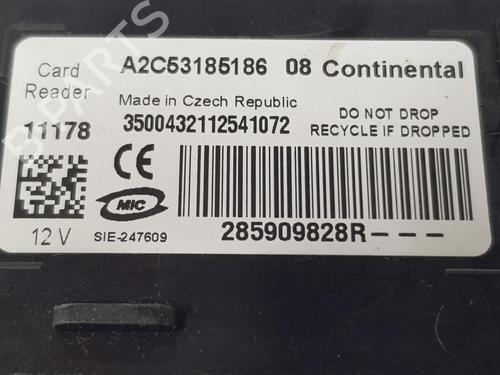 Card Reader
A2C53185186 08 Continental
Made in Czech Republic
11178
3500432112541072
DO NOT DROP
RECYCLE IF DROPPED
CE
MIC
12 V
SIE-247609
285909828R---
B-PARTS